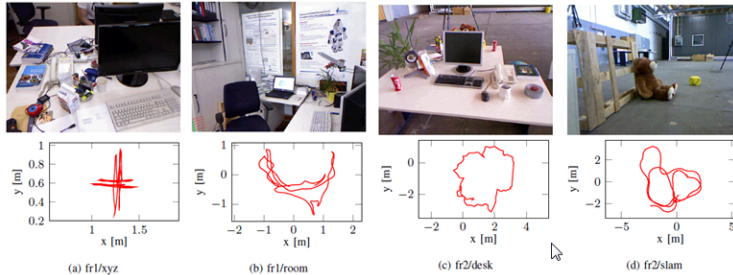 1
0.8
0.6
0.4
0.2
y [m]
1
1.5
x [m]
(a) fr1/xyz
1
0
−1
y [m]
−2
−1
0
1
2
x [m]
(b) fr1/room
0
−2
y [m]
−2
0
2
4
x [m]
(c) fr2/desk
2
0
−2
y [m]
−5
0
5
x [m]
(d) fr2/slam